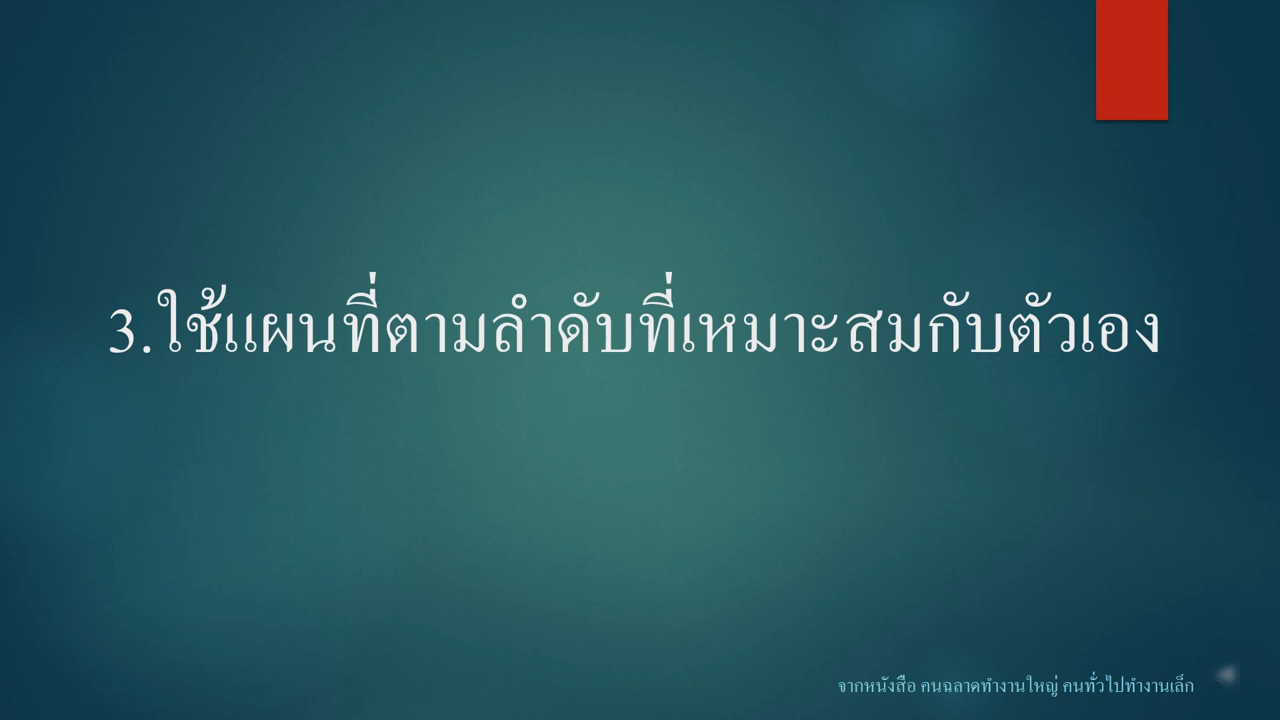 3.ใช้แผนที่ตามลำดับที่เหมาะสมกับตัวเอง
จากหนังสือ คนฉลาดทำงานใหญ่ คนทั่วไปทำงานเล็ก